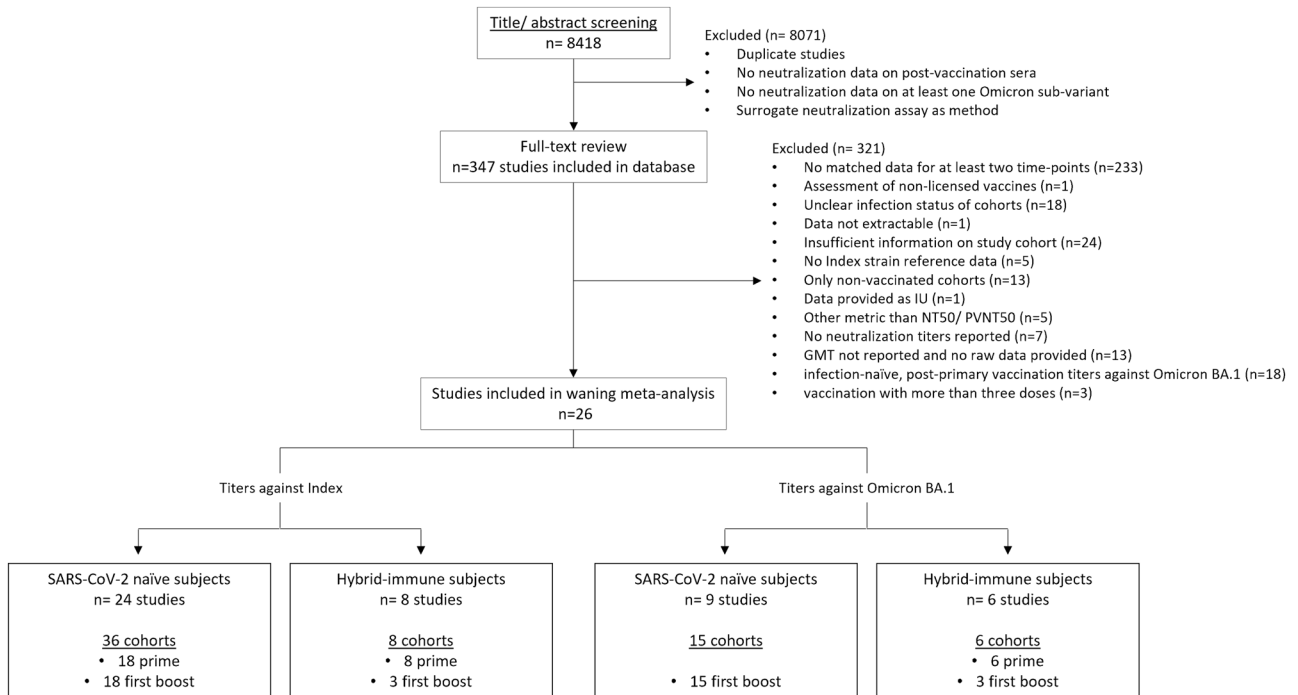 Title/ abstract screening
n= 8418
Excluded (n= 8071)
• Duplicate studies
• No neutralization data on post-vaccination sera
• No neutralization data on at least one Omicron sub-variant
• Surrogate neutralization assay as method
Full-text review
n=347 studies included in database
Excluded (n= 321)
• No matched data for at least two time-points (n=233)
• Assessment of non-licensed vaccines (n=1)
• Unclear infection status of cohorts (n=18)
• Data not extractable (n=1)
• Insufficient information on study cohort (n=24)
• No Index strain reference data (n=5)
• Only non-vaccinated cohorts (n=13)
• Data provided as IU (n=1)
• Other metric than NT50/ PVNT50 (n=5)
• No neutralization titers reported (n=7)
• GMT not reported and no raw data provided (n=13)
• infection-naïve, post-primary vaccination titers against Omicron BA.1 (n=18)
• vaccination with more than three doses (n=3)
Studies included in waning meta-analysis
n=26
Titers against Index
Titers against Omicron BA.1
SARS-CoV-2 naïve subjects
n= 24 studies
36 cohorts
• 18 prime
• 18 first boost
Hybrid-immune subjects
n= 8 studies
8 cohorts
• 8 prime
• 3 first boost
SARS-CoV-2 naïve subjects
n= 9 studies
15 cohorts
• 15 first boost
Hybrid-immune subjects
n= 6 studies
6 cohorts
• 6 prime
• 3 first boost